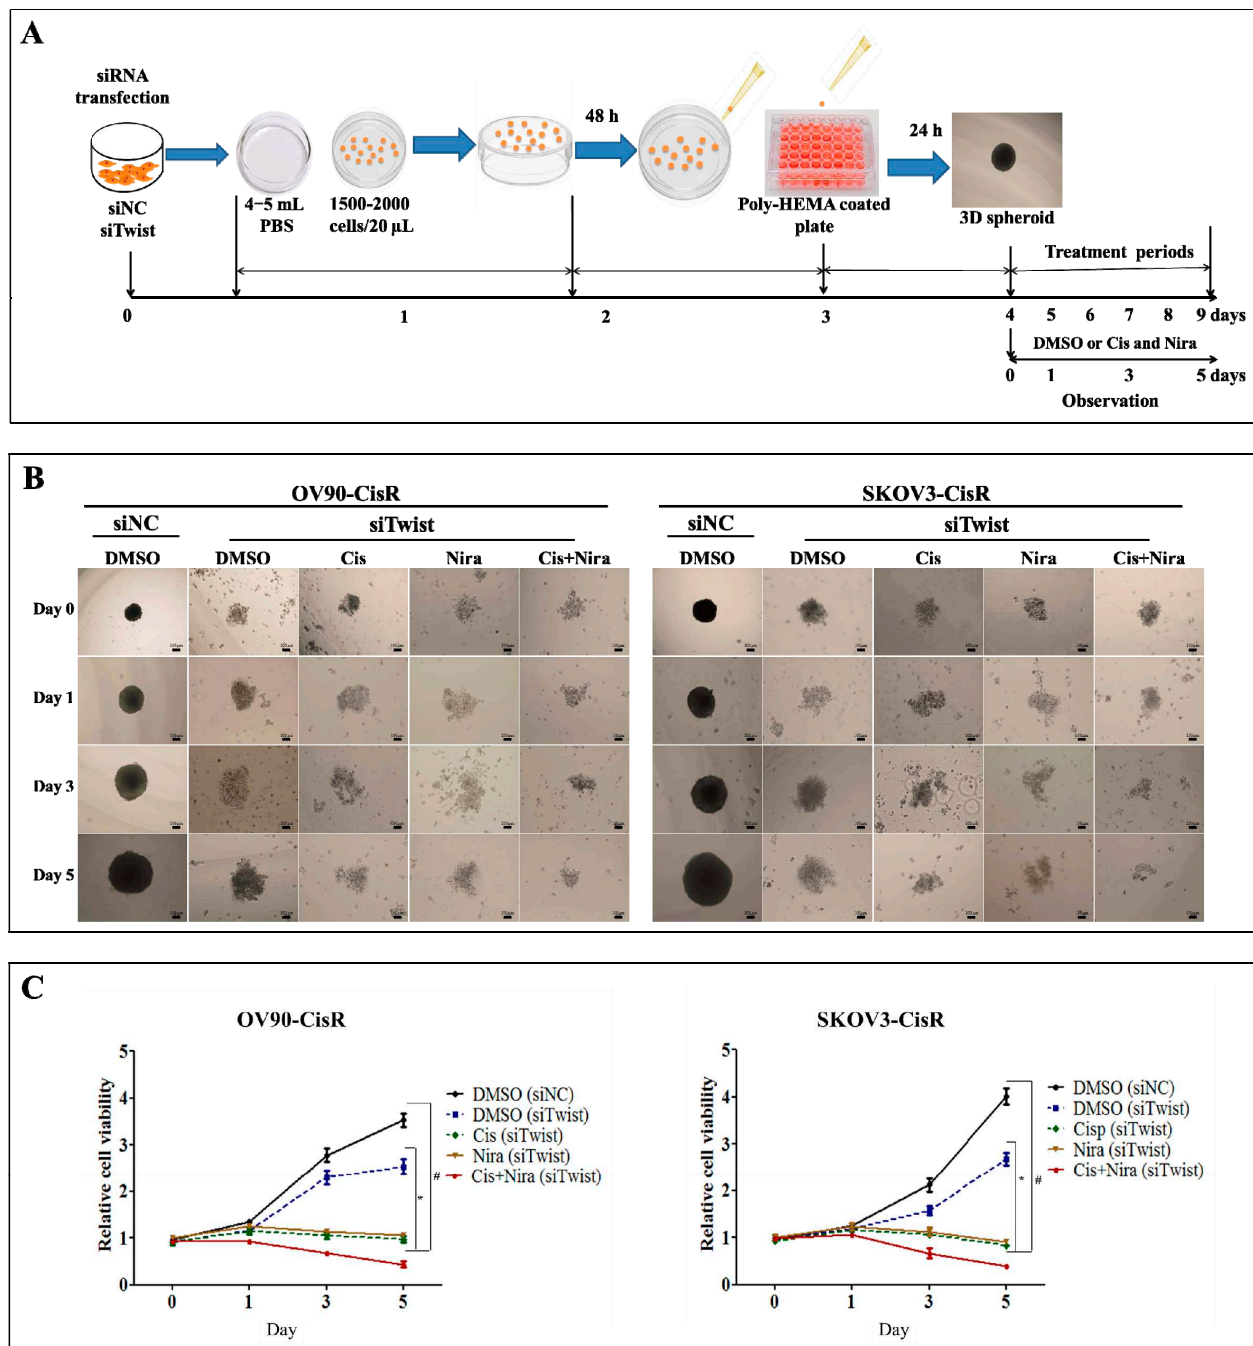 A
siRNA
transfection
siNC
siTwist
4−5 mL
PBS
1500-2000
cells/20 µL
48 h
Poly-HEMA coated
plate
24 h
3D spheroid
Treatment periods
0 1 2 3 4 5 6 7 8 9 days
DMSO or Cis and Nira
0 1 3 5 days
Observation
B
OV90-CisR
siNC siTwist
DMSO DMSO Cis Nira Cis+Nira
SKOV3-CisR
siNC siTwist
DMSO DMSO Cis Nira Cis+Nira
Day 0
Day 1
Day 3
Day 5
C
OV90-CisR
Relative cell viability
5
4
3
2
1
0
0 1 3 5
Day
DMSO (siNC)
DMSO (siTwist)
Cis (siTwist)
Nira (siTwist)
Cis+Nira (siTwist)
*
#
SKOV3-CisR
Relative cell viability
5
4
3
2
1
0
0 1 3 5
Day
DMSO (siNC)
DMSO (siTwist)
Cisp (siTwist)
Nira (siTwist)
Cis+Nira (siTwist)
*
#